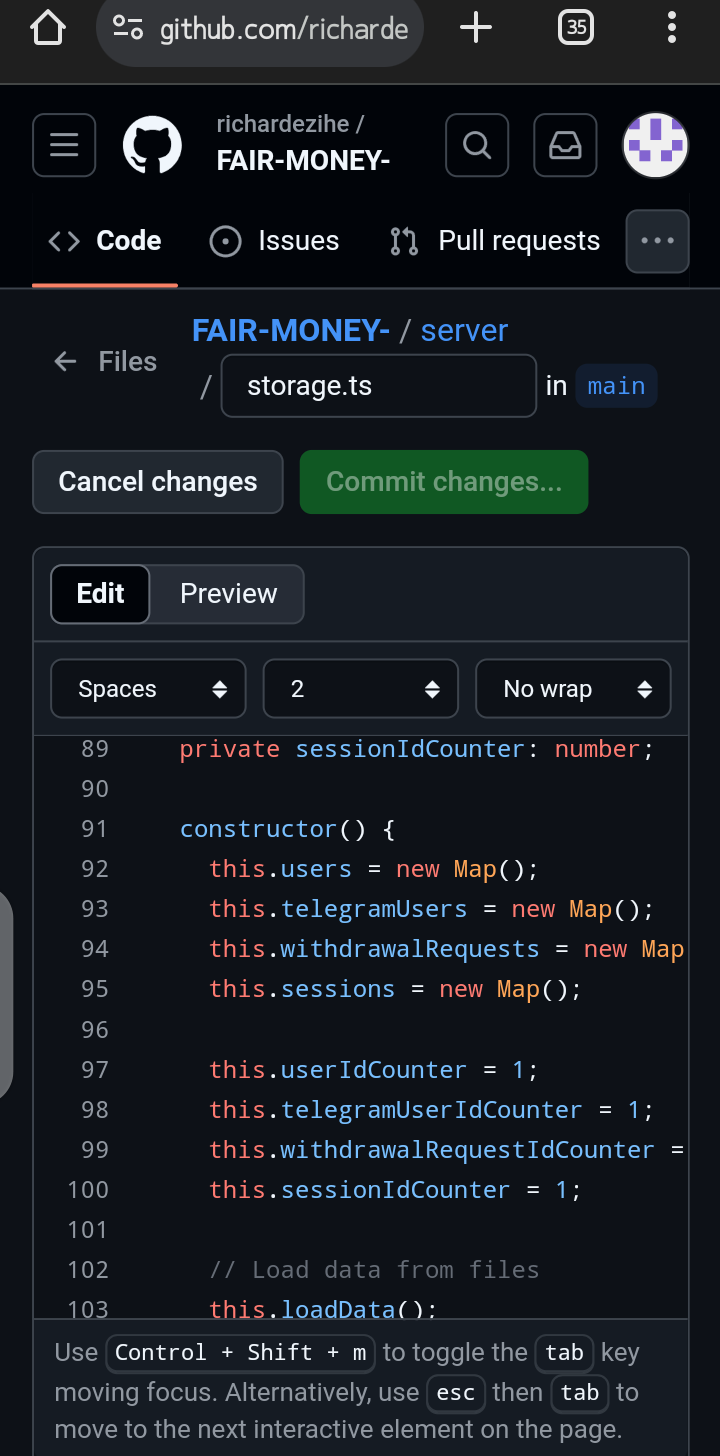 github.com/richarde
35
richardezihe /
FAIR-MONEY-
Code
Issues
Pull requests
Files
FAIR-MONEY- / server
/ storage.ts in main
Cancel changes
Commit changes...
Edit
Preview
Spaces
2
No wrap
89 private sessionIdCounter: number;
90
91 constructor() {
92 this.users = new Map();
93 this.telegramUsers = new Map();
94 this.withdrawalRequests = new Map
95 this.sessions = new Map();
96
97 this.userIdCounter = 1;
98 this.telegramUserIdCounter = 1;
99 this.withdrawalRequestIdCounter =
100 this.sessionIdCounter = 1;
101
102 // Load data from files
103 this.loadData();
Use Control + Shift + m to toggle the tab key
moving focus. Alternatively, use esc then tab to
move to the next interactive element on the page.